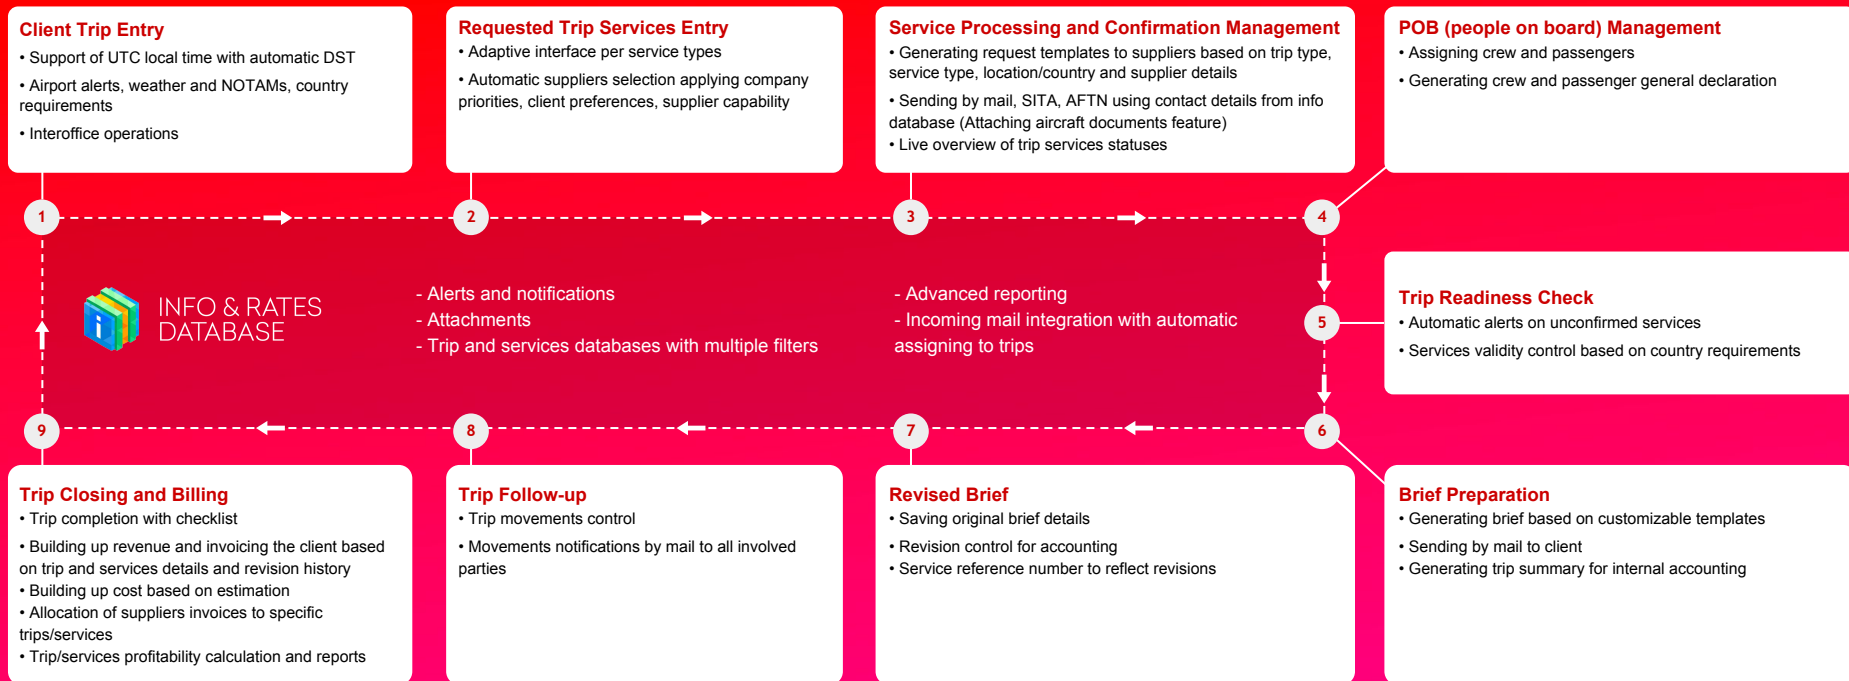 Client Trip Entry
• Support of UTC local time with automatic DST
• Airport alerts, weather and NOTAMs, country
requirements
• Interoffice operations
Requested Trip Services Entry
• Adaptive interface per service types
• Automatic suppliers selection applying company
priorities, client preferences, supplier capability
Service Processing and Confirmation Management
• Generating request templates to suppliers based on trip type,
service type, location/country and supplier details
• Sending by mail, SITA, AFTN using contact details from info
database (Attaching aircraft documents feature)
• Live overview of trip services statuses
POB (people on board) Management
• Assigning crew and passengers
• Generating crew and passenger general declaration
1
2
3
4
INFO & RATES
DATABASE
- Alerts and notifications
- Attachments
- Trip and services databases with multiple filters
- Advanced reporting
- Incoming mail integration with automatic
assigning to trips
5
Trip Readiness Check
• Automatic alerts on unconfirmed services
• Services validity control based on country requirements
9
8
7
6
Trip Closing and Billing
• Trip completion with checklist
• Building up revenue and invoicing the client based
on trip and services details and revision history
• Building up cost based on estimation
• Allocation of suppliers invoices to specific
trips/services
• Trip/services profitability calculation and reports
Trip Follow-up
• Trip movements control
• Movements notifications by mail to all involved
parties
Revised Brief
• Saving original brief details
• Revision control for accounting
• Service reference number to reflect revisions
Brief Preparation
• Generating brief based on customizable templates
• Sending by mail to client
• Generating trip summary for internal accounting